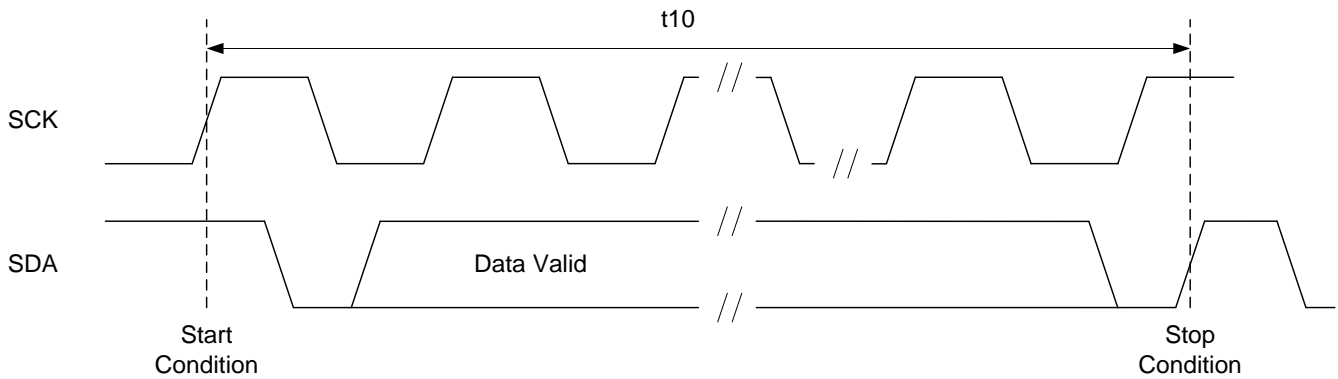 t10
SCK
SDA
Data Valid
Start
Condition
Stop
Condition